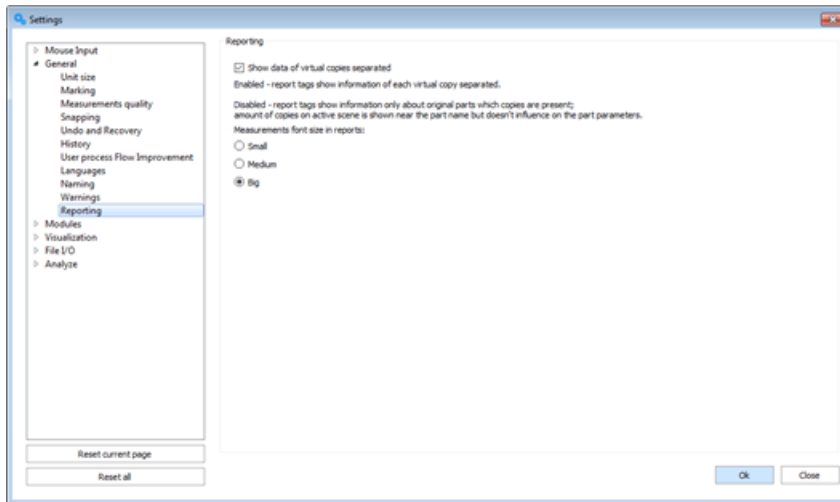 Settings
Mouse Input
General
Unit size
Marking
Measurements quality
Snapping
Undo and Recovery
History
User process Flow Improvement
Languages
Naming
Warnings
Reporting
Modules
Visualization
File I/O
Analyze
Reset current page
Reset all
Reporting
Show data of virtual copies separated
Enabled - report tags show information of each virtual copy separated.
Disabled - report tags show information only about original parts which copies are present;
amount of copies on active scene is shown near the part name but doesn't influence on the part parameters.
Measurements font size in reports:
Small
Medium
Big
Ok
Close